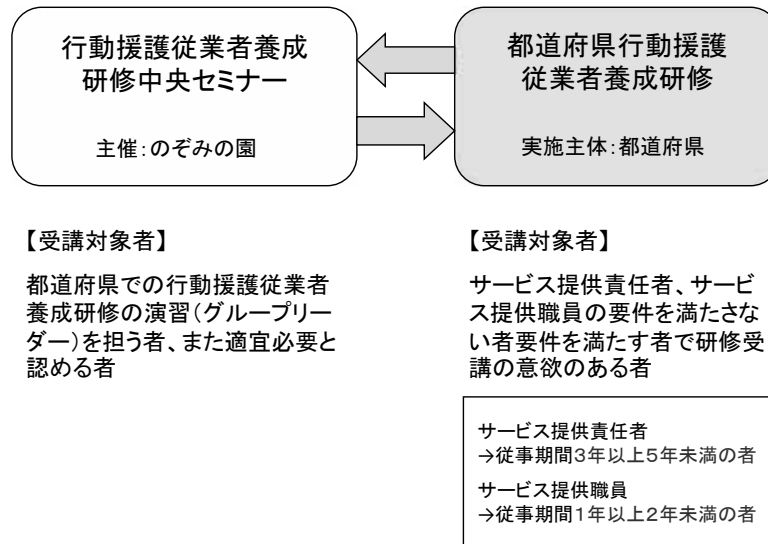 行動援護従業者養成
研修中央セミナー
主催：のぞみの園
都道府県行動援護
従業者養成研修
実施主体：都道府県
【受講対象者】
都道府県での行動援護従業者
養成研修の演習（グループリー
ダー）を担う者、また適宜必要と
認める者
【受講対象者】
サービス提供責任者、サービ
ス提供職員の要件を満たさな
い者要件を満たす者で研修受
講の意欲のある者
サービス提供責任者
→従事期間３年以上５年未満の者
サービス提供職員
→従事期間１年以上２年未満の者